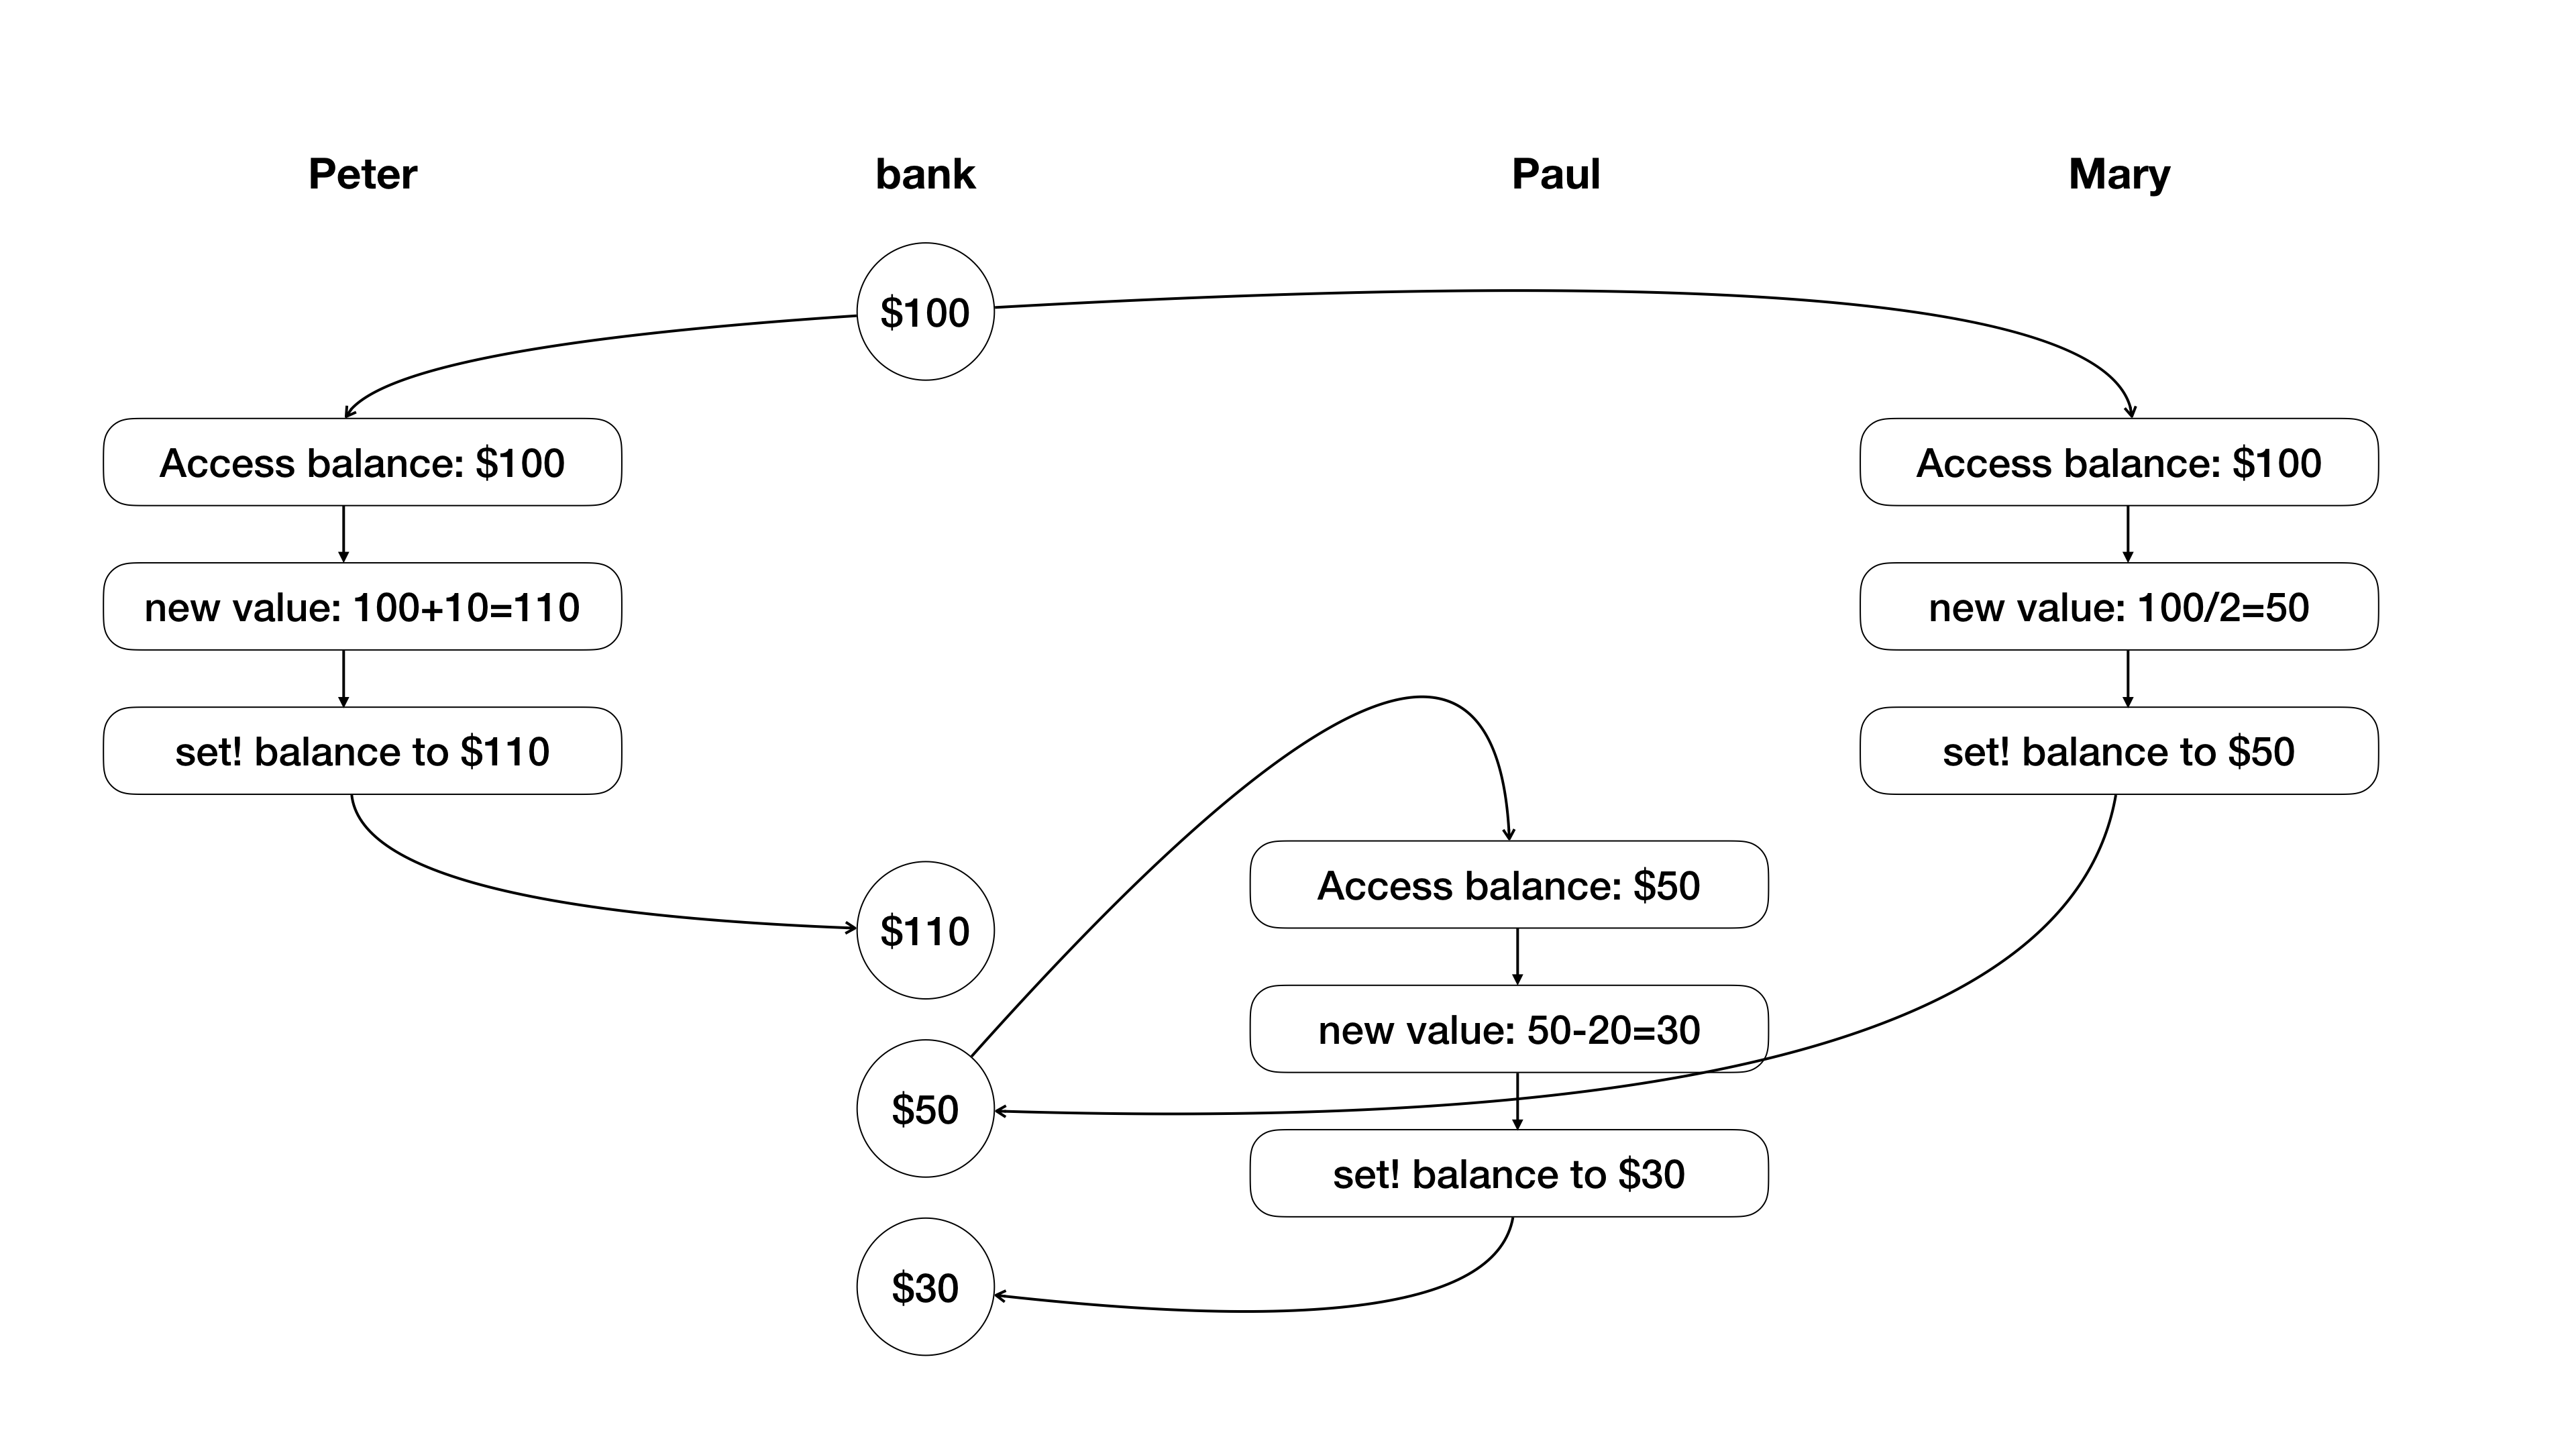 Peter
bank
Paul
Mary
$100
Access balance: $100
Access balance: $100
new value: 100+10=110
new value: 100/2=50
set! balance to $110
set! balance to $50
Access balance: $50
$110
new value: 50-20=30
$50
set! balance to $30
$30